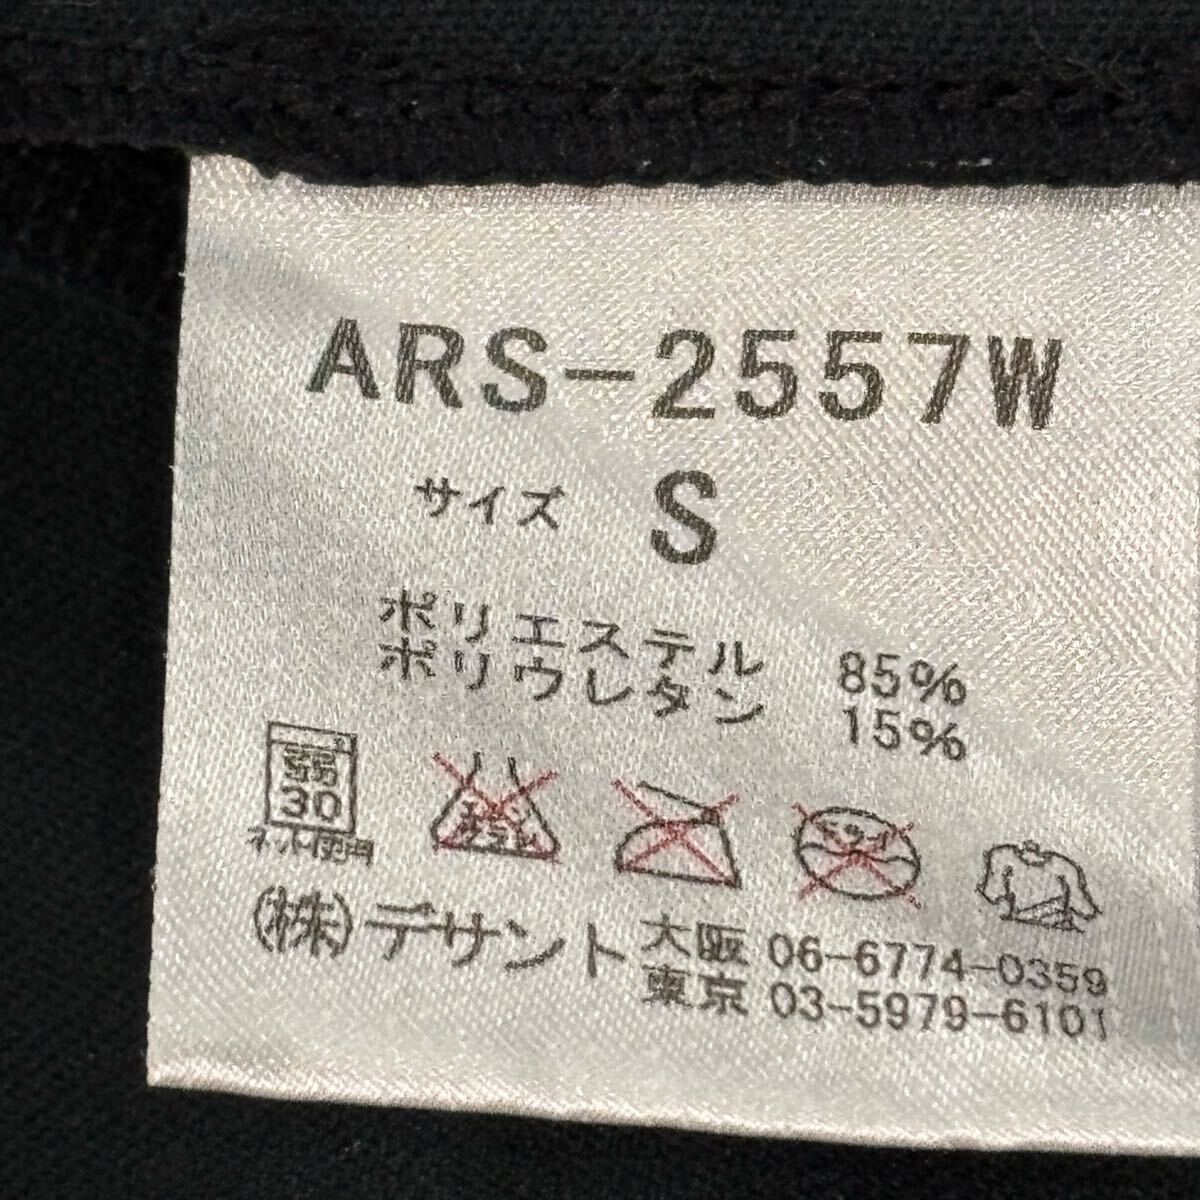 ARS-2557W
サイズ S
ポリエステル 85%
ポリウレタン 15%
弱
30
ネット使用
(株)デサント 大阪 06-6774-0359
東京 03-5979-6101